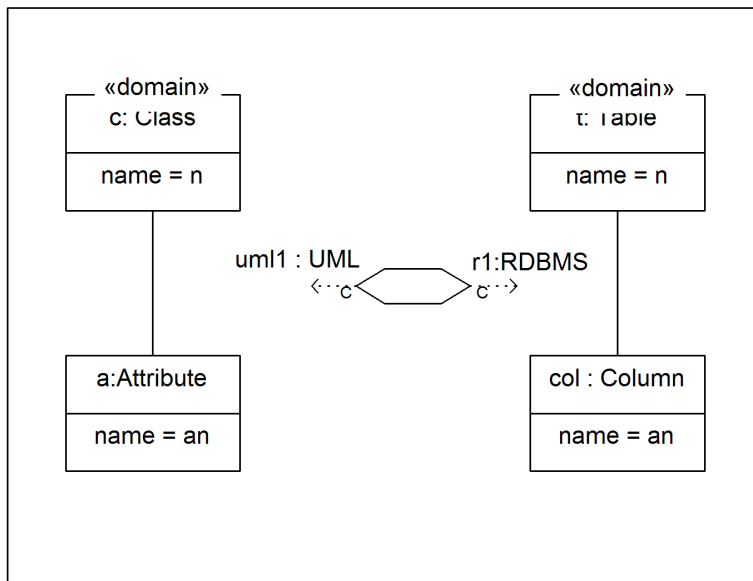 «domain»
c: Class
name = n
«domain»
t: Table
name = n
uml1 : UML
r1:RDBMS
C
C
a:Attribute
name = an
col : Column
name = an